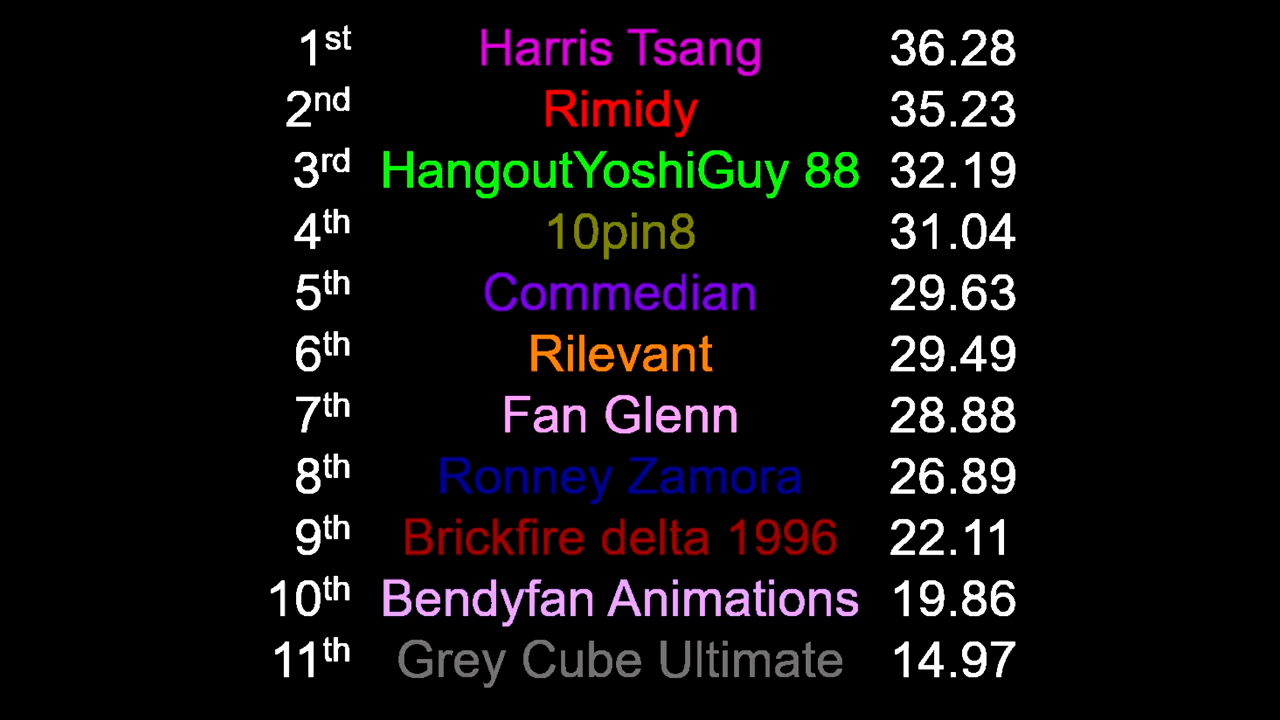 1st Harris Tsang 36.28
2nd Rimidy 35.23
3rd HangoutYoshiGuy 88 32.19
4th 10pin8 31.04
5th Commedian 29.63
6th Rilevant 29.49
7th Fan Glenn 28.88
8th Ronney Zamora 26.89
9th Brickfire delta 1996 22.11
10th Bendyfan Animations 19.86
11th Grey Cube Ultimate 14.97